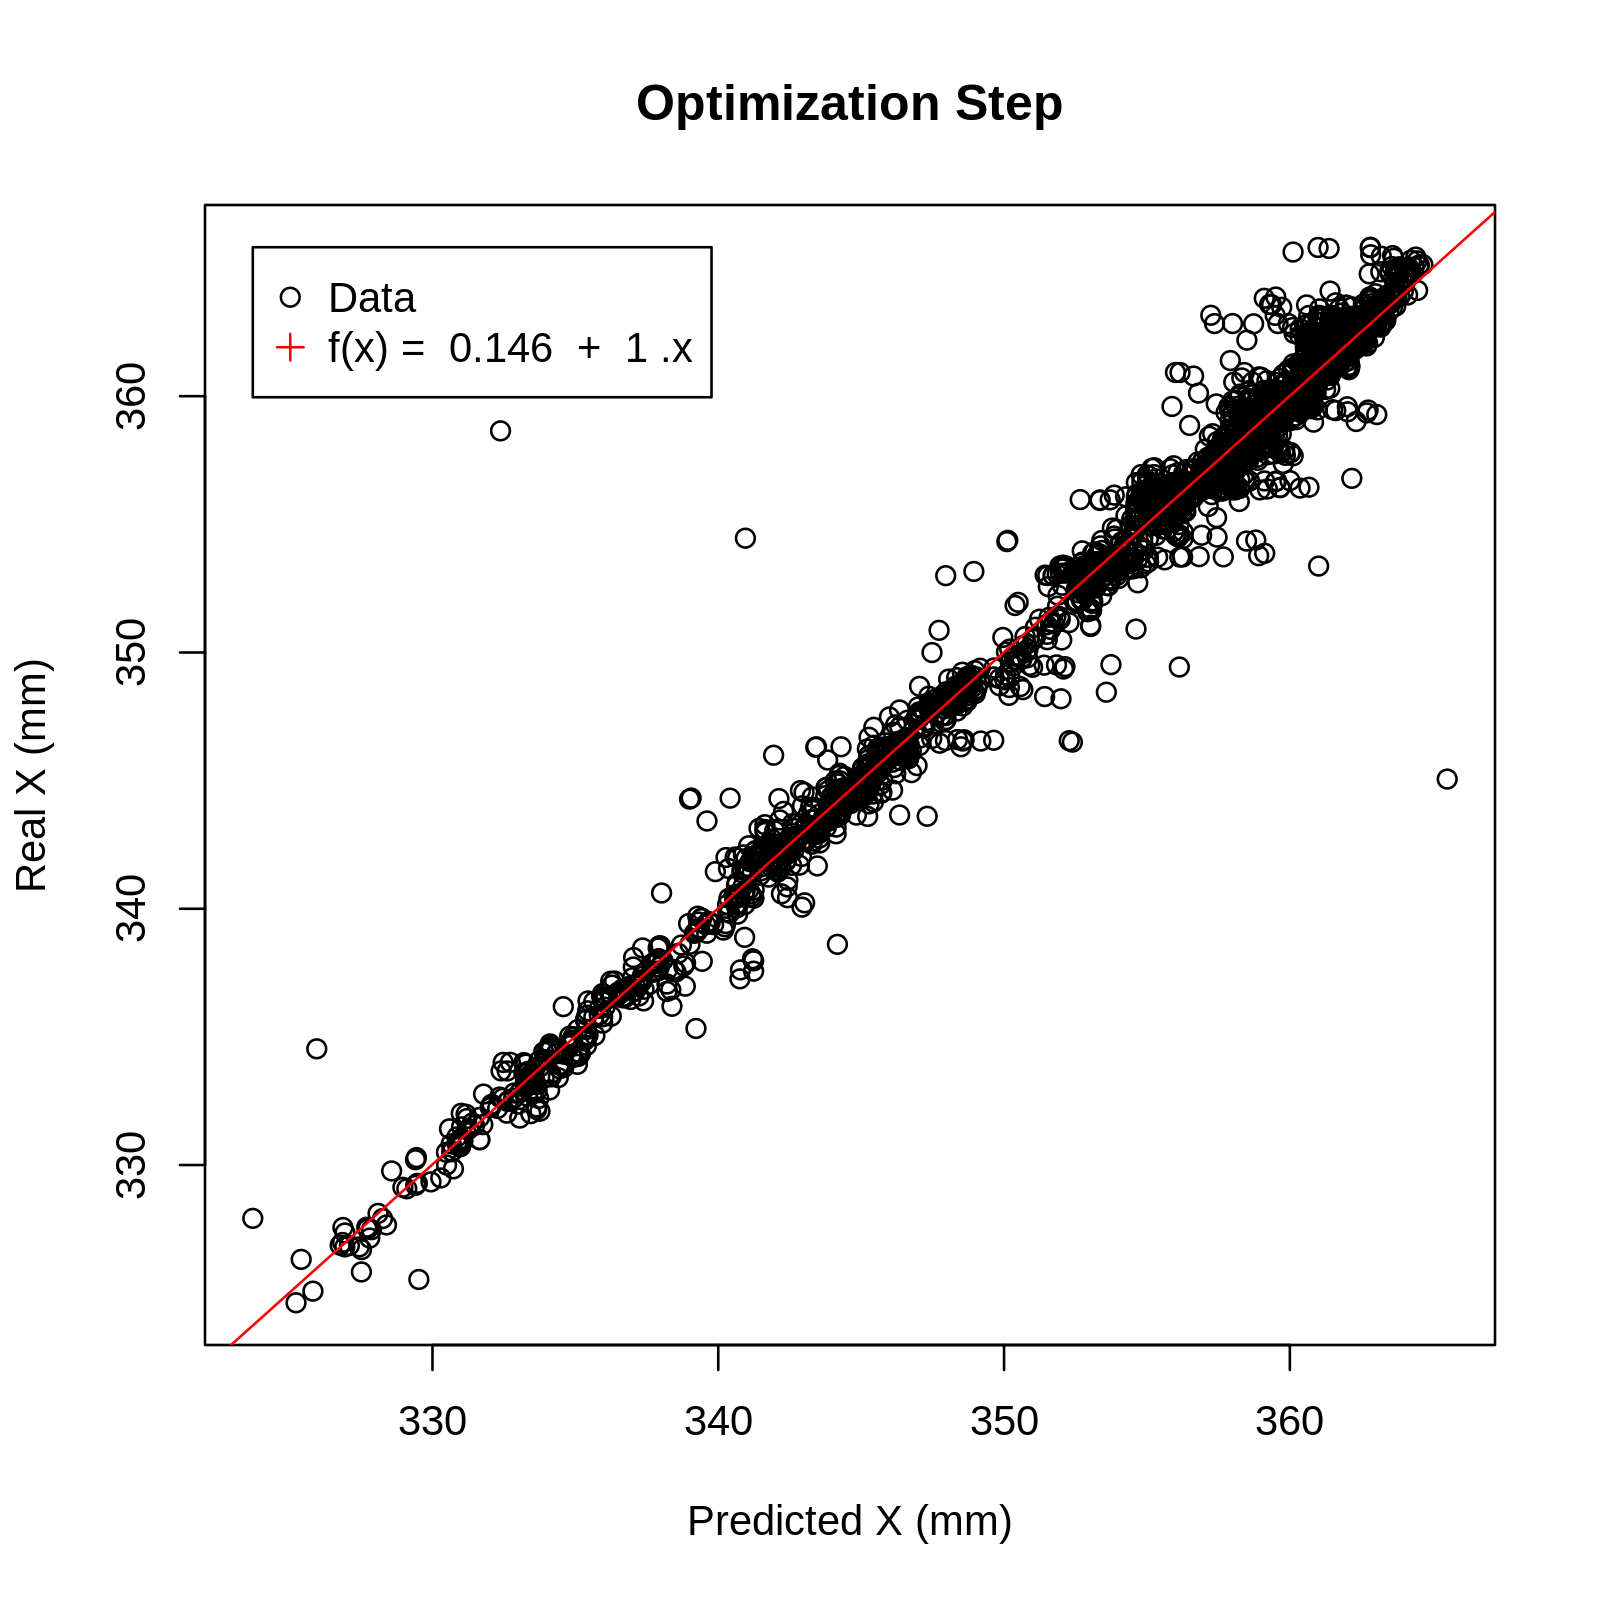 Optimization Step
Data
f(x) = 0.146 + 1 .x
Real X (mm)
360
350
340
330
330 340 350 360
Predicted X (mm)